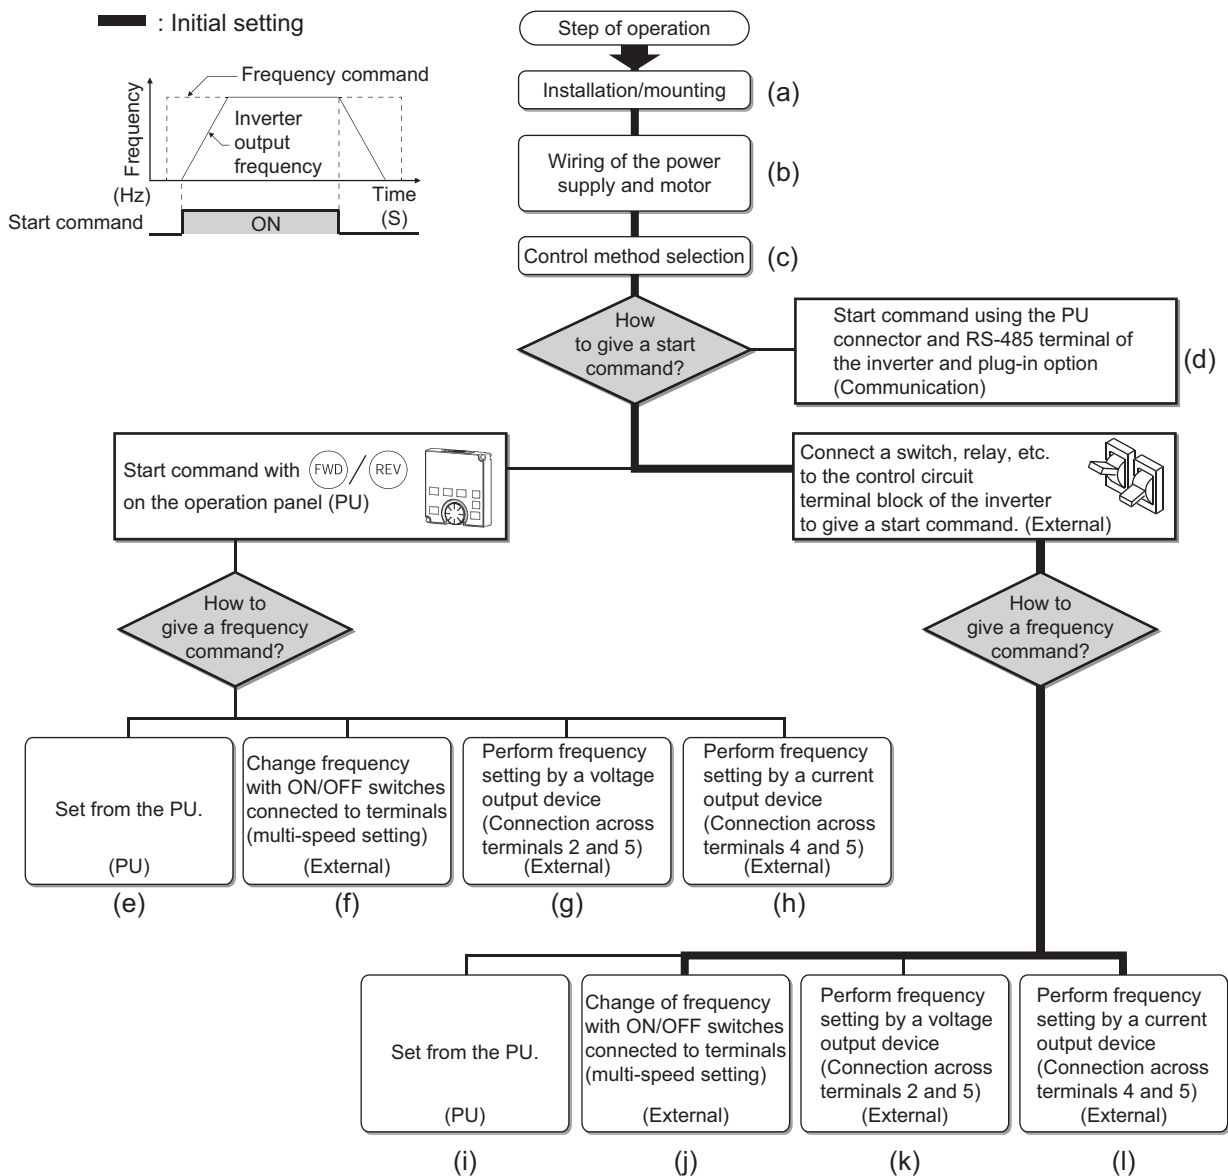 : Initial setting
Frequency command
Inverter
output
frequency
Frequency
(Hz)
Time
(S)
Start command
ON
Step of operation
Installation/mounting
(a)
Wiring of the power
supply and motor
(b)
Control method selection
(c)
How
to give a start
command?
Start command using the PU
connector and RS-485 terminal of
the inverter and plug-in option
(Communication)
(d)
Start command with FWD / REV
on the operation panel (PU)
Connect a switch, relay, etc.
to the control circuit
terminal block of the inverter
to give a start command. (External)
How to
give a frequency
command?
How to
give a frequency
command?
Set from the PU.
(PU)
(e)
Change frequency
with ON/OFF switches
connected to terminals
(multi-speed setting)
(External)
(f)
Perform frequency
setting by a voltage
output device
(Connection across
terminals 2 and 5)
(External)
(g)
Perform frequency
setting by a current
output device
(Connection across
terminals 4 and 5)
(External)
(h)
Set from the PU.
(PU)
(i)
Change of frequency
with ON/OFF switches
connected to terminals
(multi-speed setting)
(External)
(j)
Perform frequency
setting by a voltage
output device
(Connection across
terminals 2 and 5)
(External)
(k)
Perform frequency
setting by a current
output device
(Connection across
terminals 4 and 5)
(External)
(l)